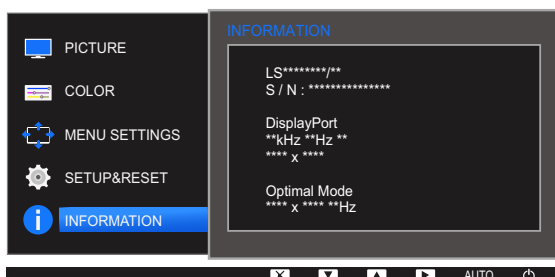 PICTURE
COLOR
MENU SETTINGS
SETUP&RESET
INFORMATION
INFORMATION
LS********/**
S / N : ***************
DisplayPort
**kHz **Hz **
**** x ****
Optimal Mode
**** x **** **Hz
AUTO